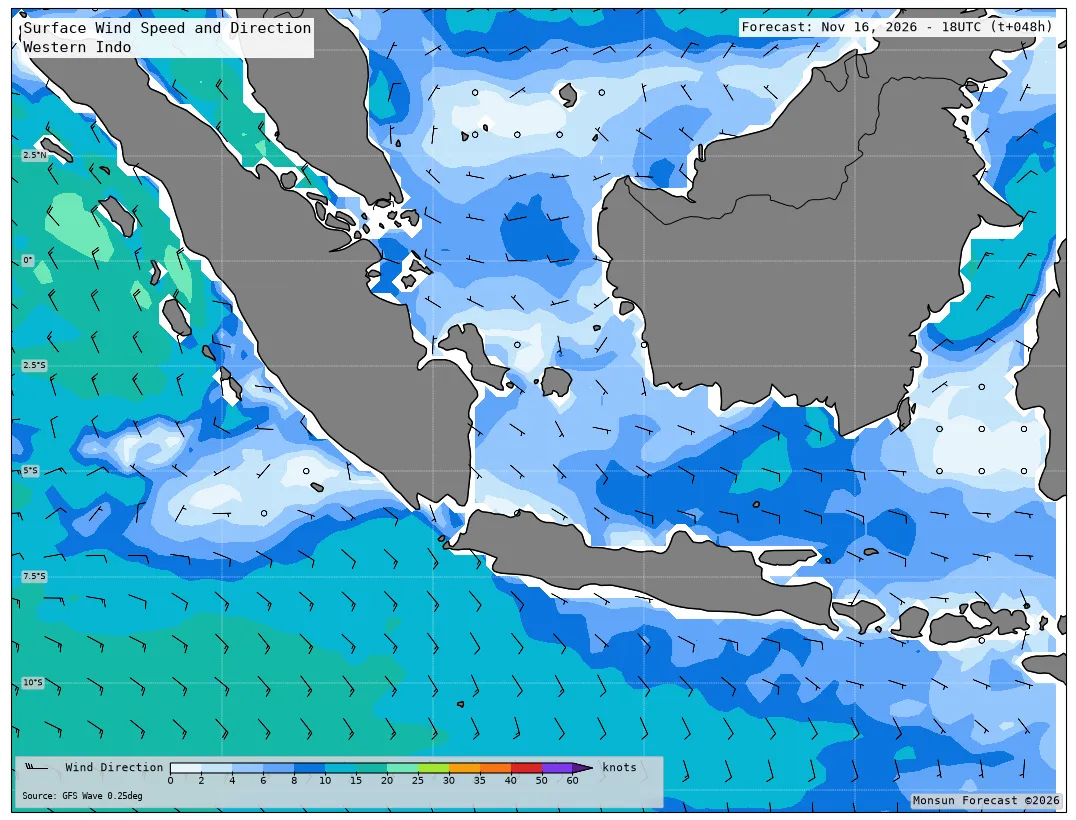 Surface Wind Speed and Direction
Western Indo
Forecast: Nov 16, 2026 - 18UTC (t+048h)
2.5°N
0°
2.5°S
5°S
7.5°S
10°S
Wind Direction
0 2 4 6 8 10 15 20 25 30 35 40 50 60
knots
Source: GFS Wave 0.25deg
Monsun Forecast ©2026